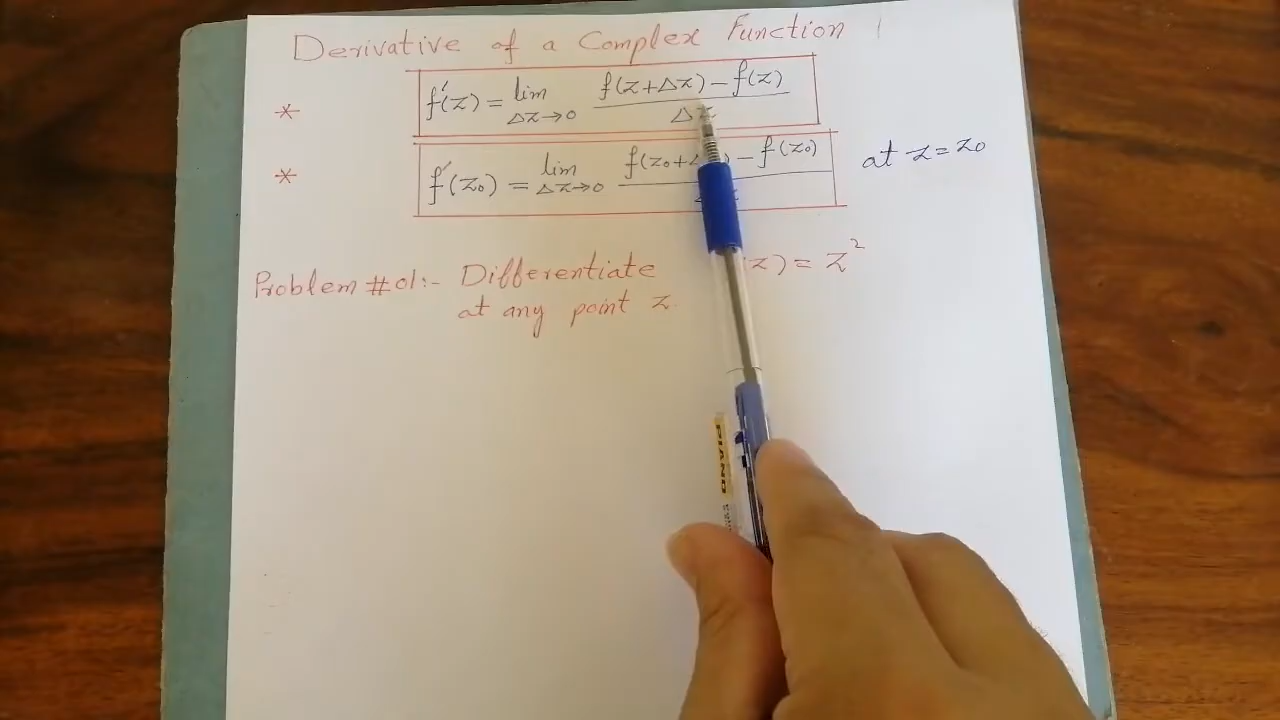 Derivative of a Complex Function
* f'(z) = lim Δz→0 f(z+Δz) – f(z) / Δz
* f'(z₀) = lim Δz→0 f(z₀+ ) – f(z₀) at z = z₀
Problem #01:- Differentiate (z) = z²
at any point z.
PIANO